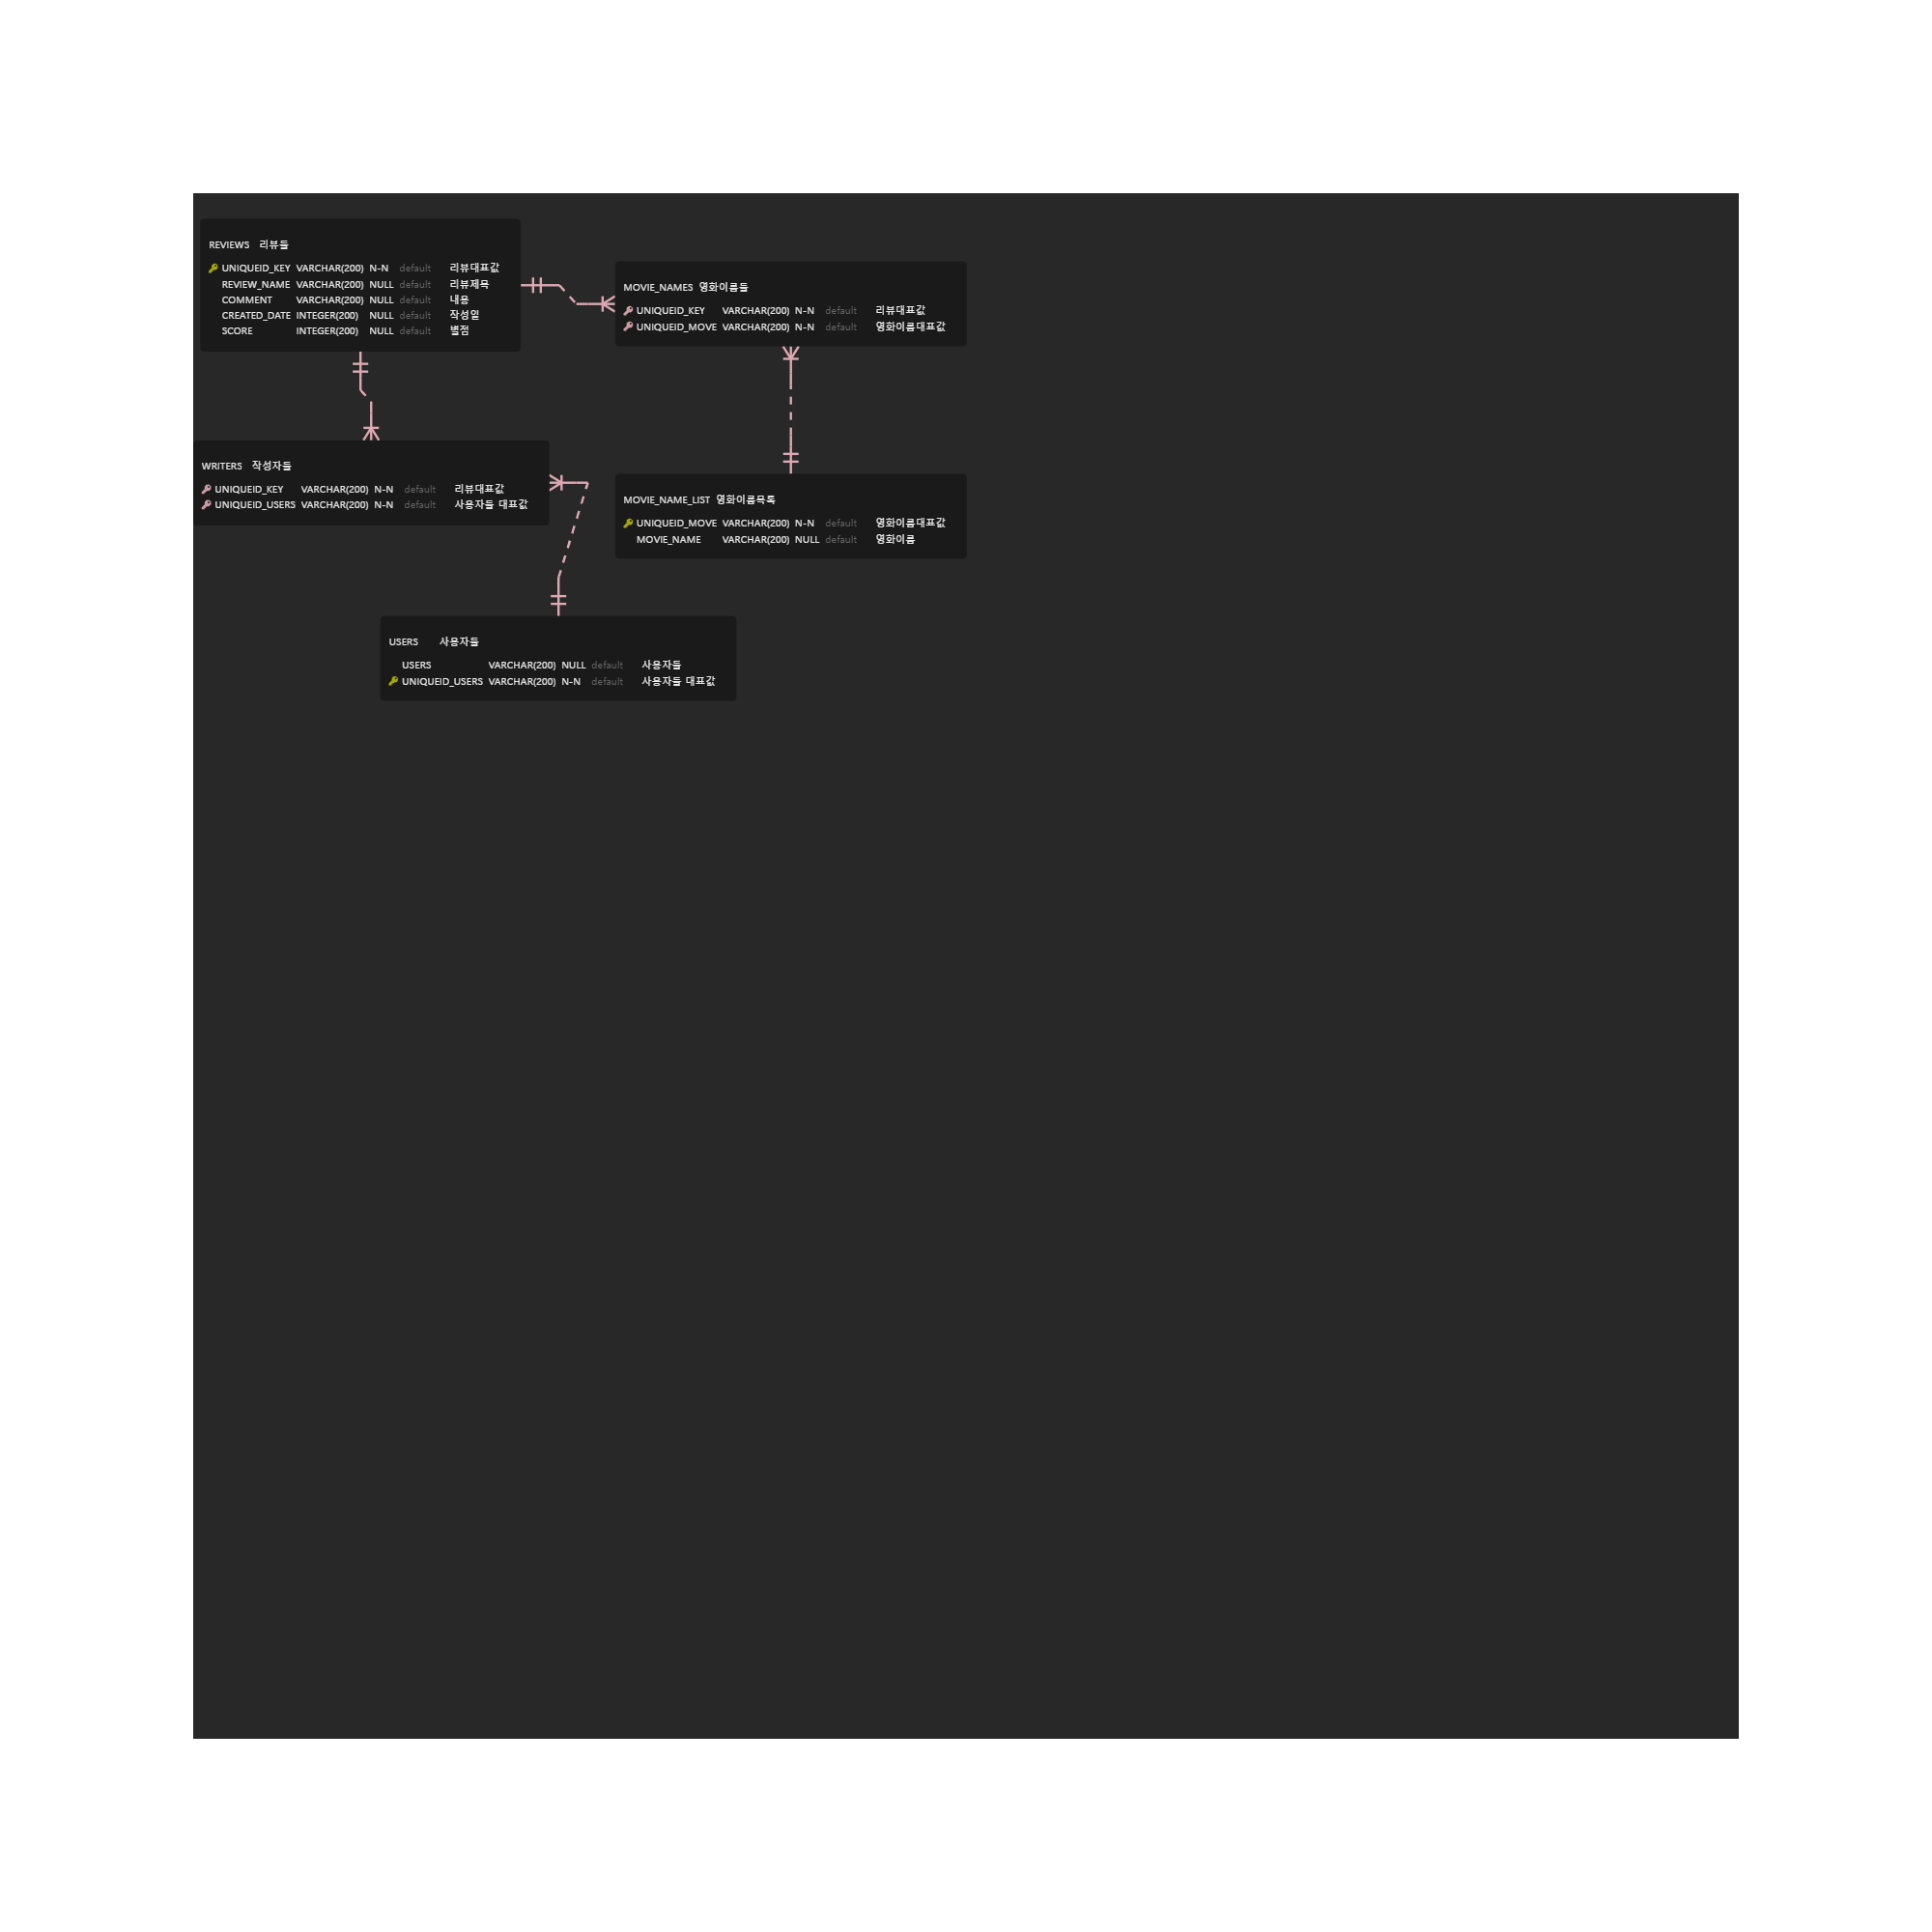 REVIEWS 리뷰들
UNIQUEID_KEY VARCHAR(200) N-N default 리뷰대표값
REVIEW_NAME VARCHAR(200) NULL default 리뷰제목
COMMENT VARCHAR(200) NULL default 내용
CREATED_DATE INTEGER(200) NULL default 작성일
SCORE INTEGER(200) NULL default 별점
MOVIE_NAMES 영화이름들
UNIQUEID_KEY VARCHAR(200) N-N default 리뷰대표값
UNIQUEID_MOVE VARCHAR(200) N-N default 영화이름대표값
WRITERS 작성자들
UNIQUEID_KEY VARCHAR(200) N-N default 리뷰대표값
UNIQUEID_USERS VARCHAR(200) N-N default 사용자들 대표값
MOVIE_NAME_LIST 영화이름목록
UNIQUEID_MOVE VARCHAR(200) N-N default 영화이름대표값
MOVIE_NAME VARCHAR(200) NULL default 영화이름
USERS 사용자들
USERS VARCHAR(200) NULL default 사용자들
UNIQUEID_USERS VARCHAR(200) N-N default 사용자들 대표값